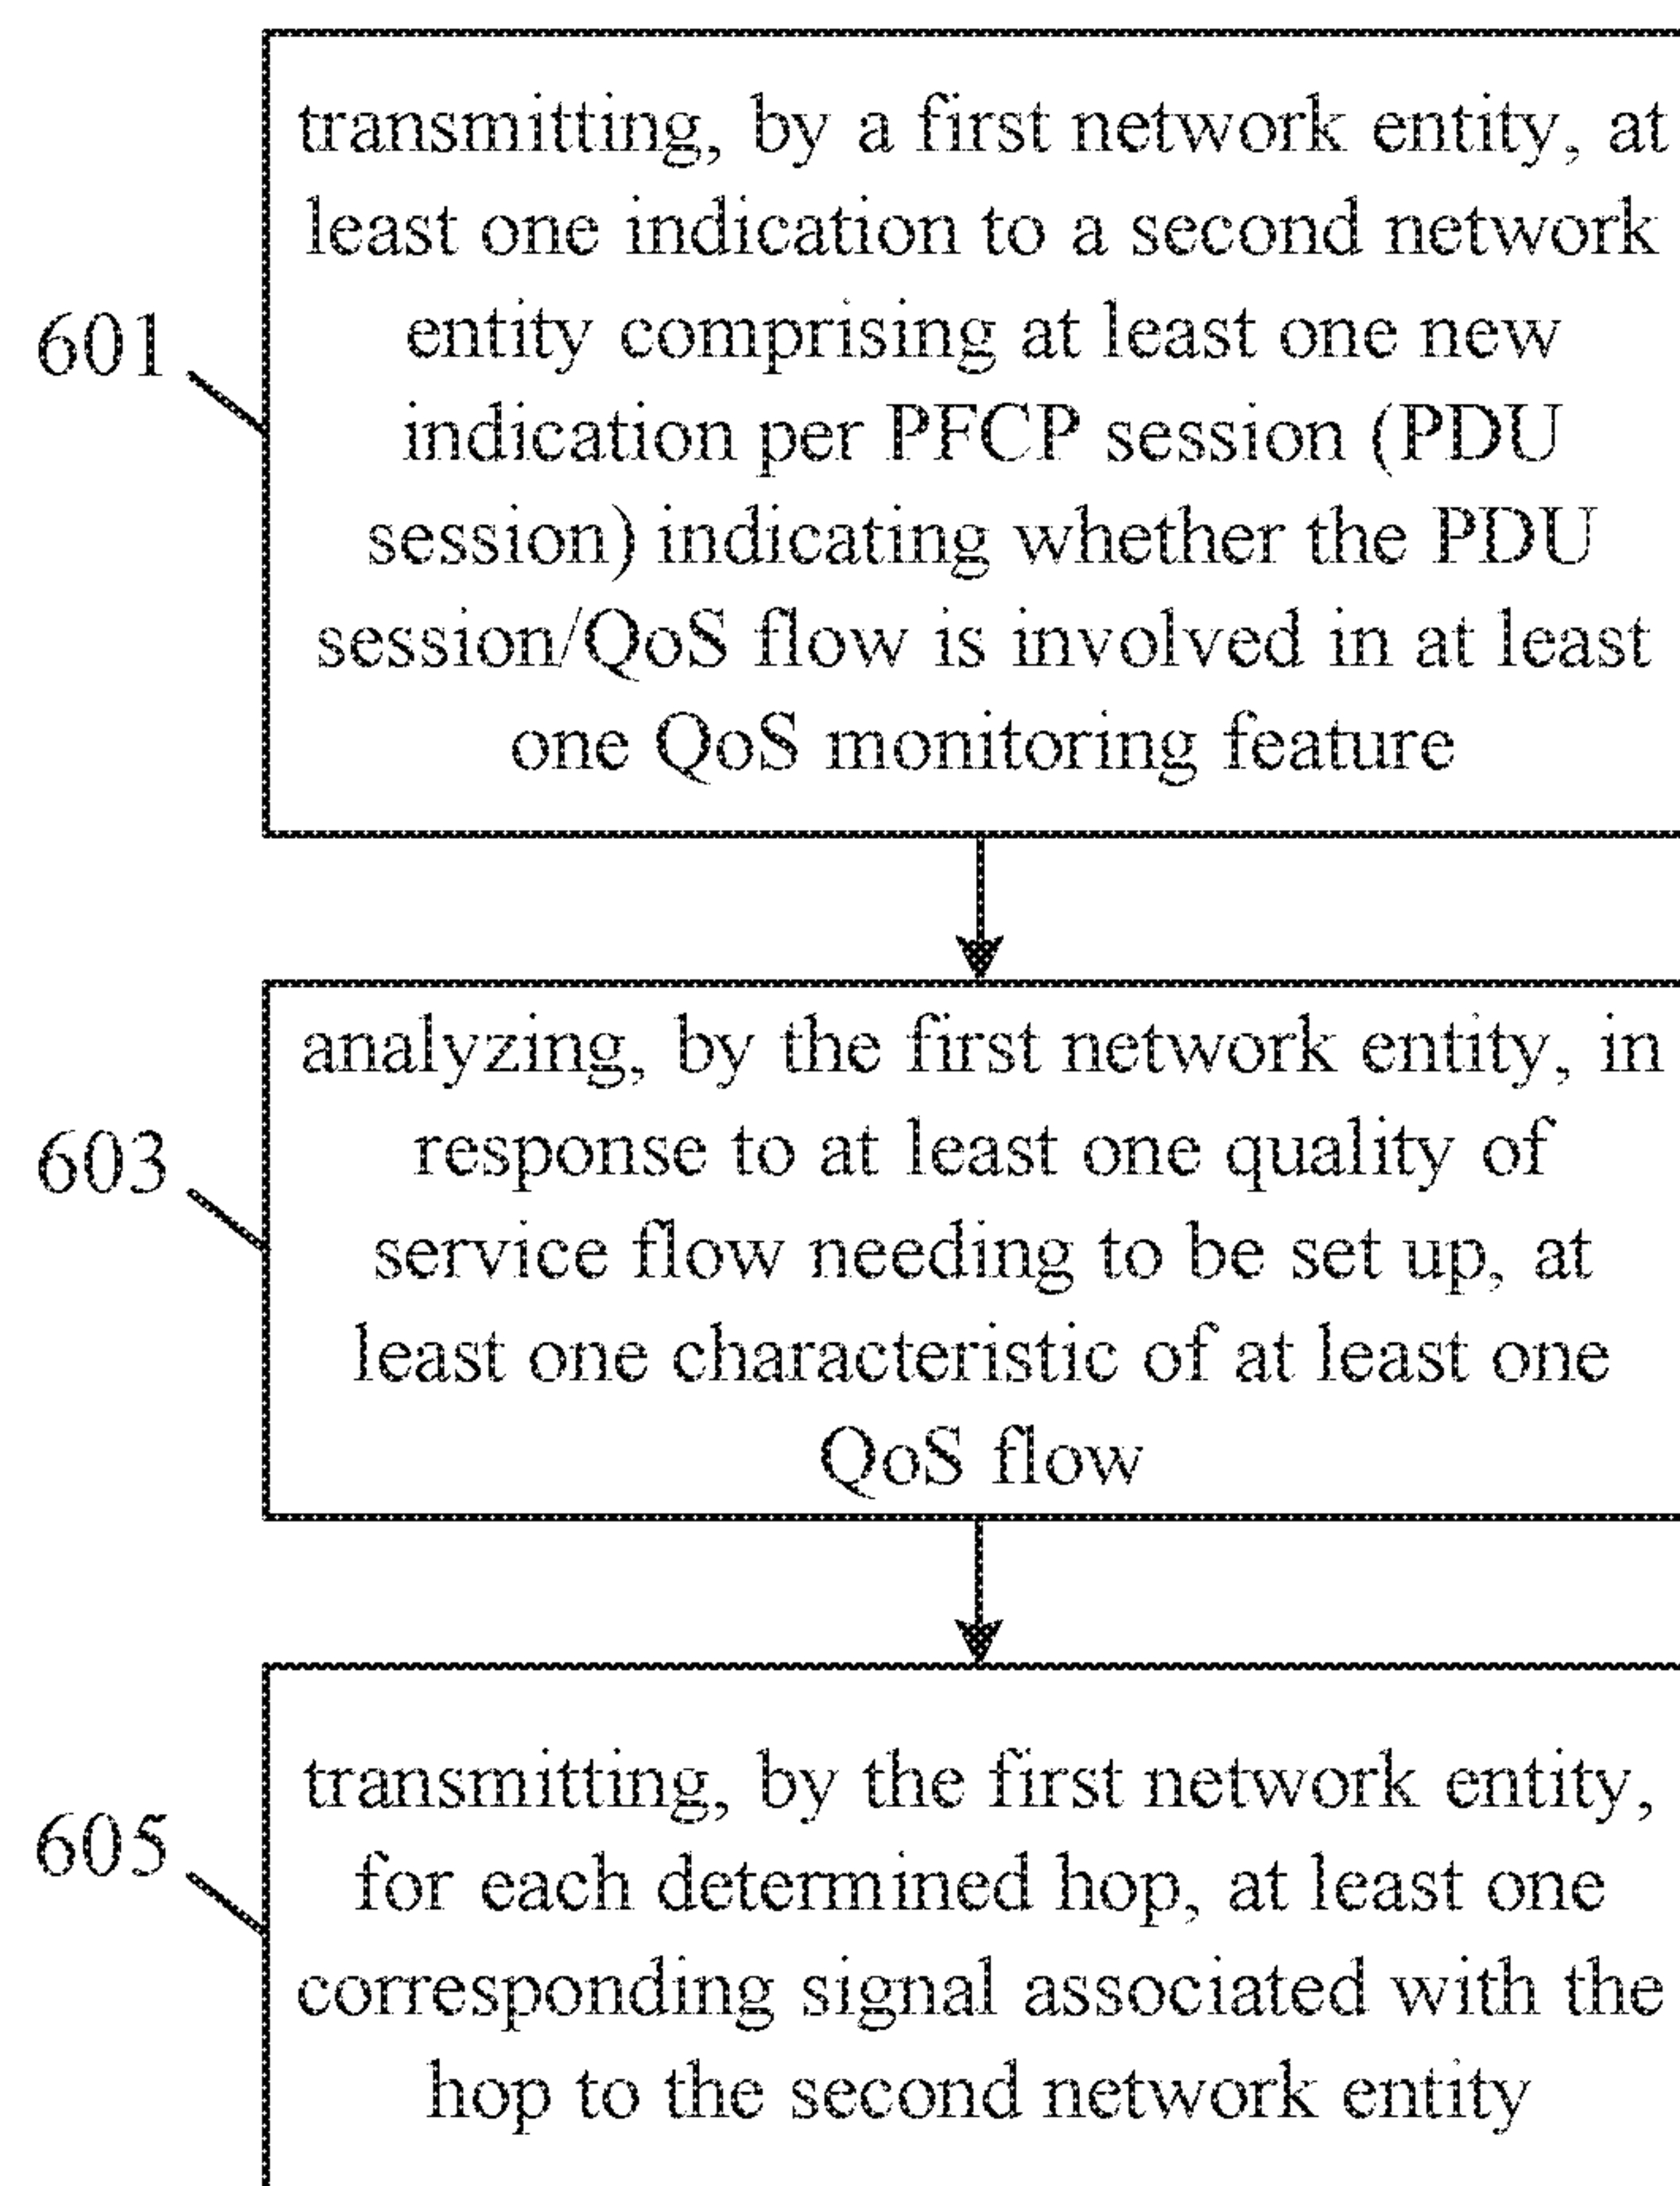 transmitting, by a first network entity, at
least one indication to a second network
entity comprising at least one new
601
indication per PFCP session (PDU
session) indicating whether the PDU
session/QoS flow is involved in at least
one QoS monitoring feature
analyzing, by the first network entity, in
response to at least one quality of
603
service flow needing to be set up, at
least one characteristic of at least one
QoS flow
transmitting, by the first network entity,
605
for each determined hop, at least one
corresponding signal associated with the
hop to the second network entity